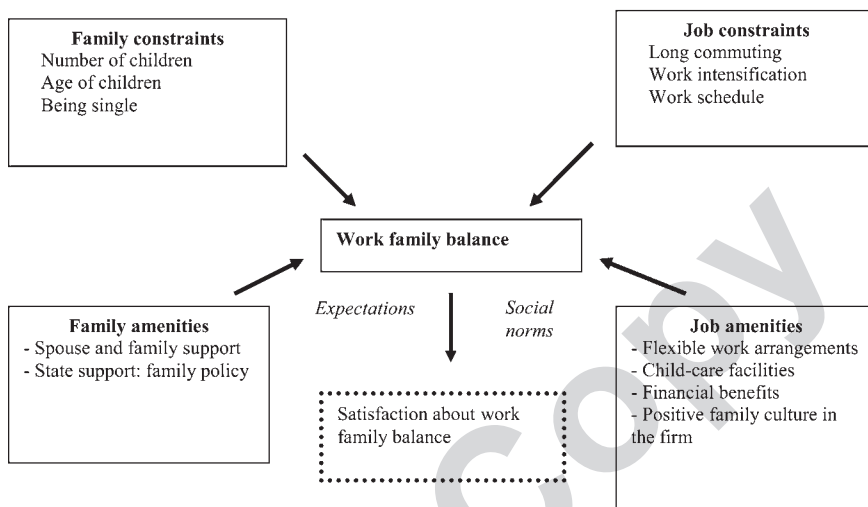 Family constraints
Number of children
Age of children
Being single
Job constraints
Long commuting
Work intensification
Work schedule
Work family balance
Family amenities
- Spouse and family support
- State support: family policy
Expectations
Social
norms
Job amenities
- Flexible work arrangements
- Child-care facilities
- Financial benefits
- Positive family culture in
the firm
Satisfaction about work
family balance
Copy